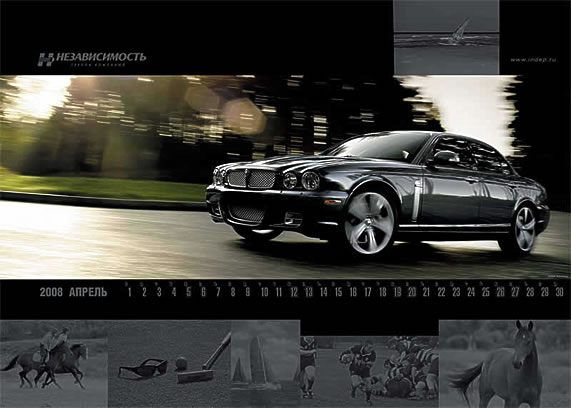 НЕЗАВИСИМОСТЬ
ГРУППА КОМПАНИЙ
www.indep.ru
2008 АПРЕЛЬ 1 2 3 4 5 6 7 8 9 10 11 12 13 14 15 16 17 18 19 20 21 22 23 24 25 26 27 28 29 30